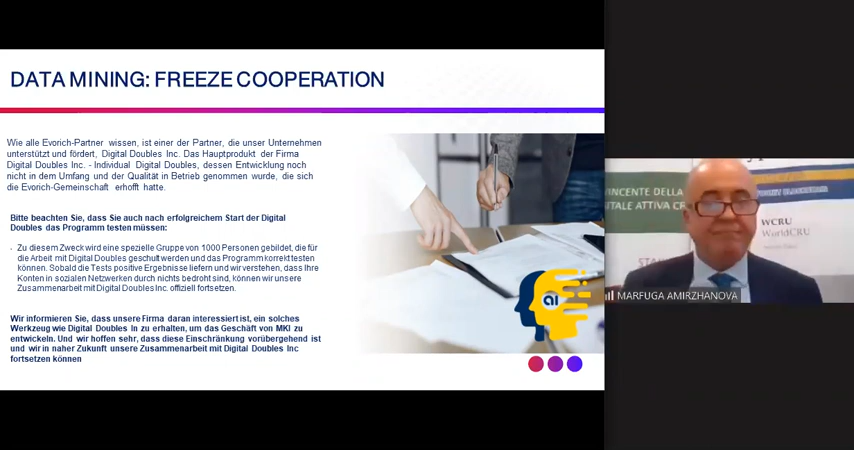 DATA MINING: FREEZE COOPERATION
Wie alle Evorich-Partner wissen, ist einer der Partner, die unser Unternehmen
unterstützt und fördert, Digital Doubles Inc. Das Hauptprodukt der Firma
Digital Doubles Inc. - Individual Digital Doubles, dessen Entwicklung noch
nicht in dem Umfang und der Qualität in Betrieb genommen wurde, die sich
die Evorich-Gemeinschaft erhofft hatte.
Bitte beachten Sie, dass Sie auch nach erfolgreichem Start der Digital
Doubles das Programm testen müssen:
- Zu diesem Zweck wird eine spezielle Gruppe von 1000 Personen gebildet, die für
die Arbeit mit Digital Doubles geschult werden und das Programm korrekt testen
können. Sobald die Tests positive Ergebnisse liefern und wir verstehen, dass Ihre
Konten in sozialen Netzwerken durch nichts bedroht sind, können wir unsere
Zusammenarbeit mit Digital Doubles Inc. offiziell fortsetzen.
Wir informieren Sie, dass unsere Firma daran interessiert ist, ein solches
Werkzeug wie Digital Doubles In zu erhalten, um das Geschäft von MKI zu
entwickeln. Und wir hoffen sehr, dass diese Einschränkung vorübergehend ist
und wir in naher Zukunft unsere Zusammenarbeit mit Digital Doubles Inc
fortsetzen können
ai
VINCENTE DELLA
ATTIVA
WCRU
WorldCRU
MARFUGA AMIRZHANOVA